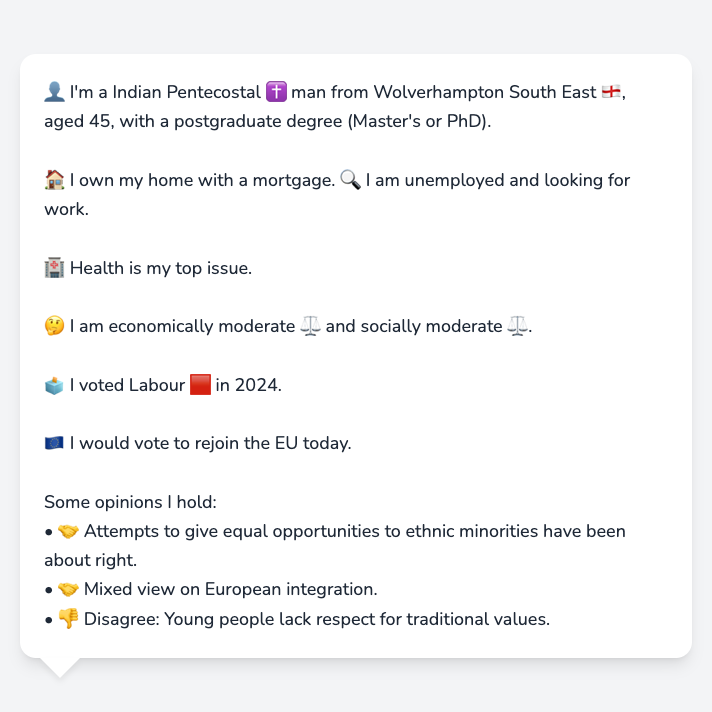 👤 I'm a Indian Pentecostal ✝️ man from Wolverhampton South East 🏴󠁧󠁢󠁥󠁮󠁧󠁿,
aged 45, with a postgraduate degree (Master's or PhD).
🏠 I own my home with a mortgage. 🔍 I am unemployed and looking for
work.
🏥 Health is my top issue.
🤔 I am economically moderate ⚖️ and socially moderate ⚖️.
🗳️ I voted Labour 🟥 in 2024.
🇪🇺 I would vote to rejoin the EU today.
Some opinions I hold:
• 🤝 Attempts to give equal opportunities to ethnic minorities have been
about right.
• 🤝 Mixed view on European integration.
• 👎 Disagree: Young people lack respect for traditional values.